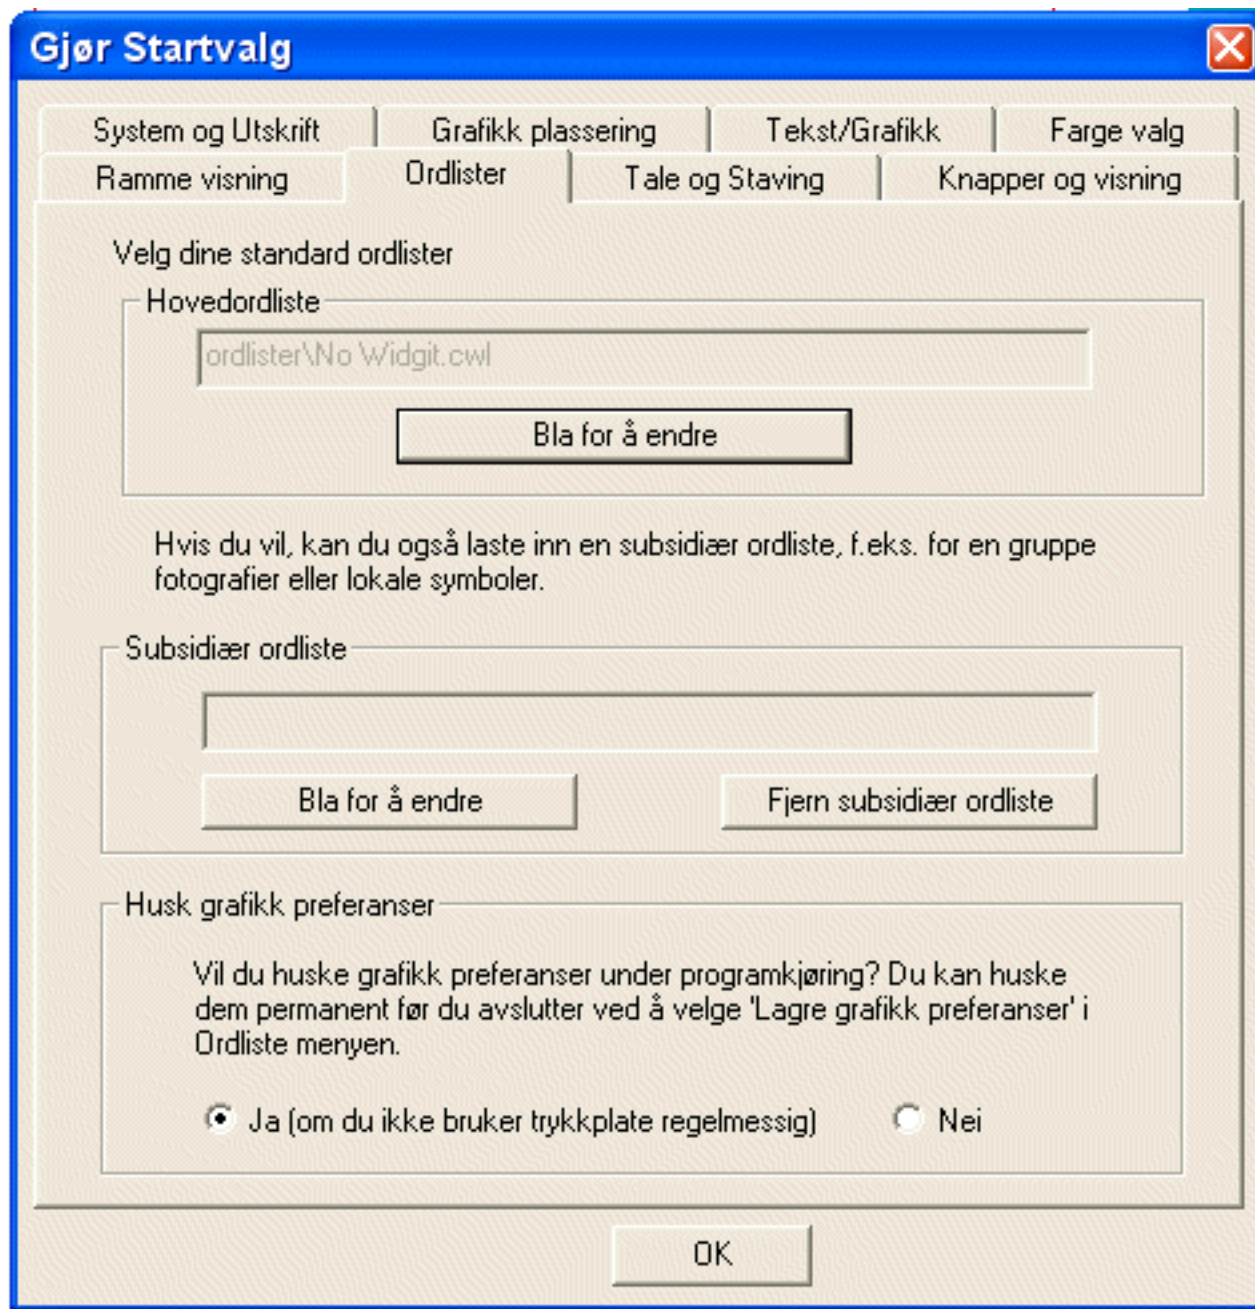 Gjør Startvalg
System og Utskrift Grafikk plassering Tekst/Grafikk Farge valg
Ramme visning Ordlister Tale og Staving Knapper og visning
Velg dine standard ordlister
Hovedordliste
ordlister\No Widgit.cwl
Bla for å endre
Hvis du vil, kan du også laste inn en subsidiær ordliste, f.eks. for en gruppe
fotografier eller lokale symboler.
Subsidiær ordliste
Bla for å endre Fjern subsidiær ordliste
Husk grafikk preferanser
Vil du huske grafikk preferanser under programkjøring? Du kan huske
dem permanent før du avslutter ved å velge 'Lagre grafikk preferanser' i
Ordliste menyen.
Ja (om du ikke bruker trykkplate regelmessig) Nei
OK